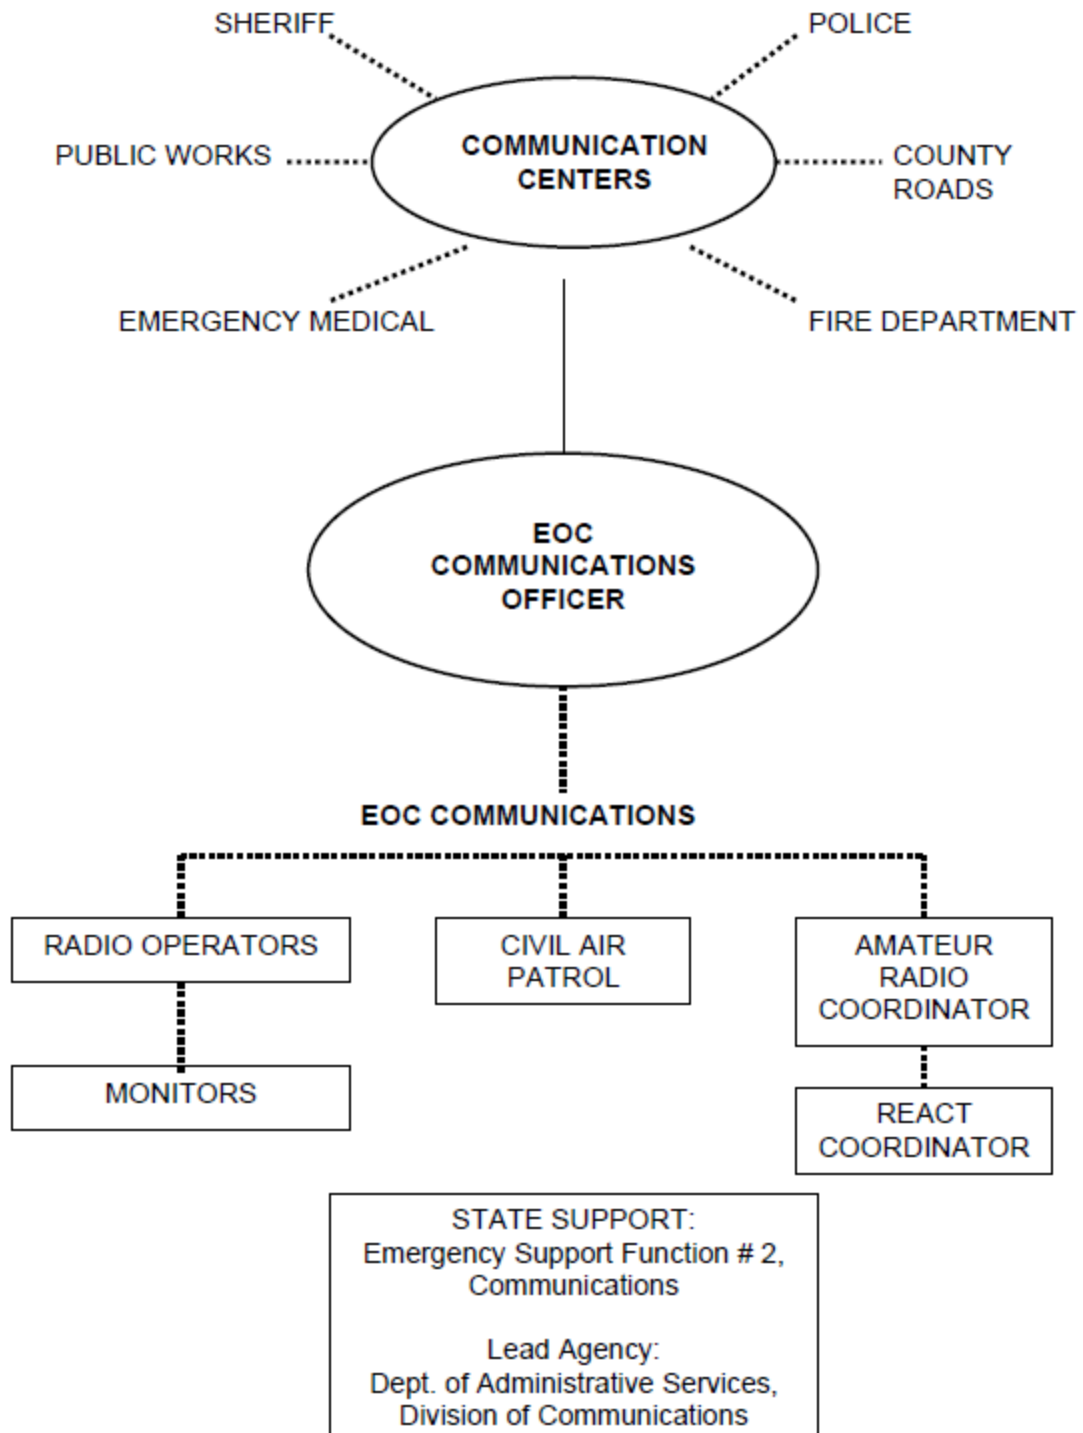 SHERIFF
POLICE
COMMUNICATION
CENTERS
PUBLIC WORKS
COUNTY
ROADS
EMERGENCY MEDICAL
FIRE DEPARTMENT
EOC
COMMUNICATIONS
OFFICER
EOC COMMUNICATIONS
RADIO OPERATORS
CIVIL AIR
PATROL
AMATEUR
RADIO
COORDINATOR
MONITORS
REACT
COORDINATOR
STATE SUPPORT:
Emergency Support Function # 2,
Communications
Lead Agency:
Dept. of Administrative Services,
Division of Communications